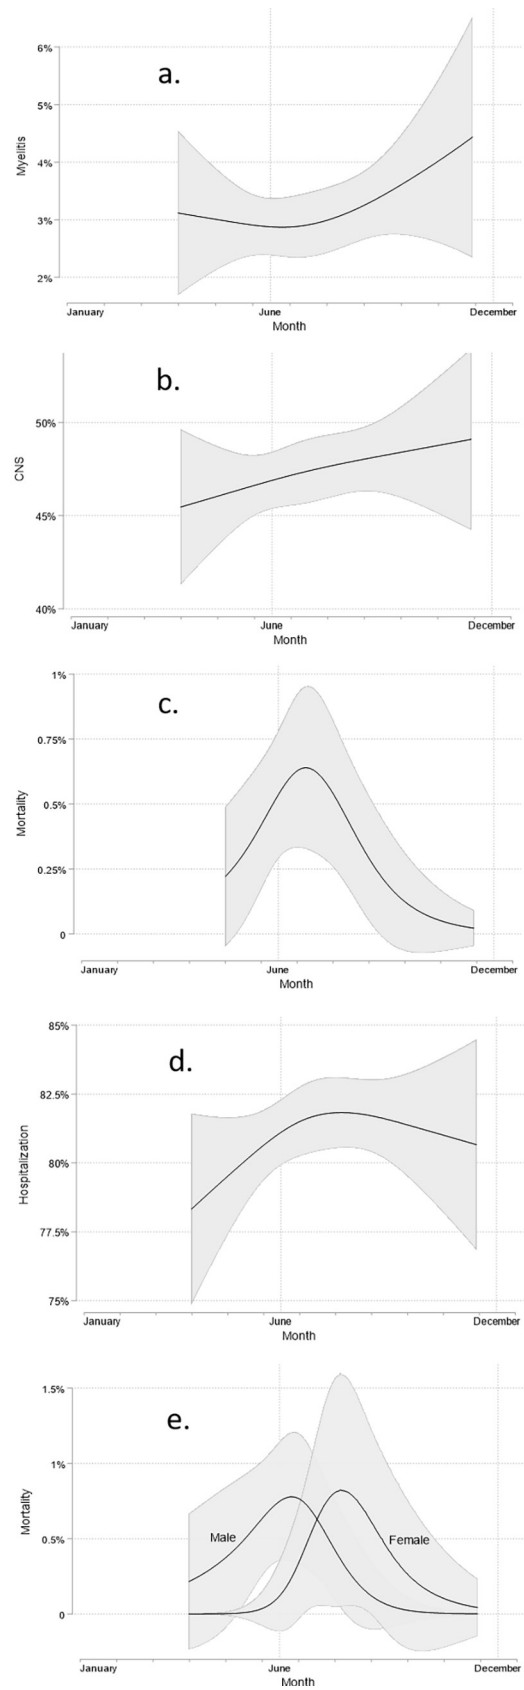 a.
6%
5%
4%
3%
2%
Myelitis
January June December
Month
b.
50%
45%
40%
CNS
January June December
Month
c.
1%
0.75%
0.5%
0.25%
0
Mortality
January June December
Month
d.
85%
82.5%
80%
77.5%
75%
Hospitalization
January June December
Month
e.
1.5%
1%
0.5%
0
Mortality
Male Female
January June December
Month